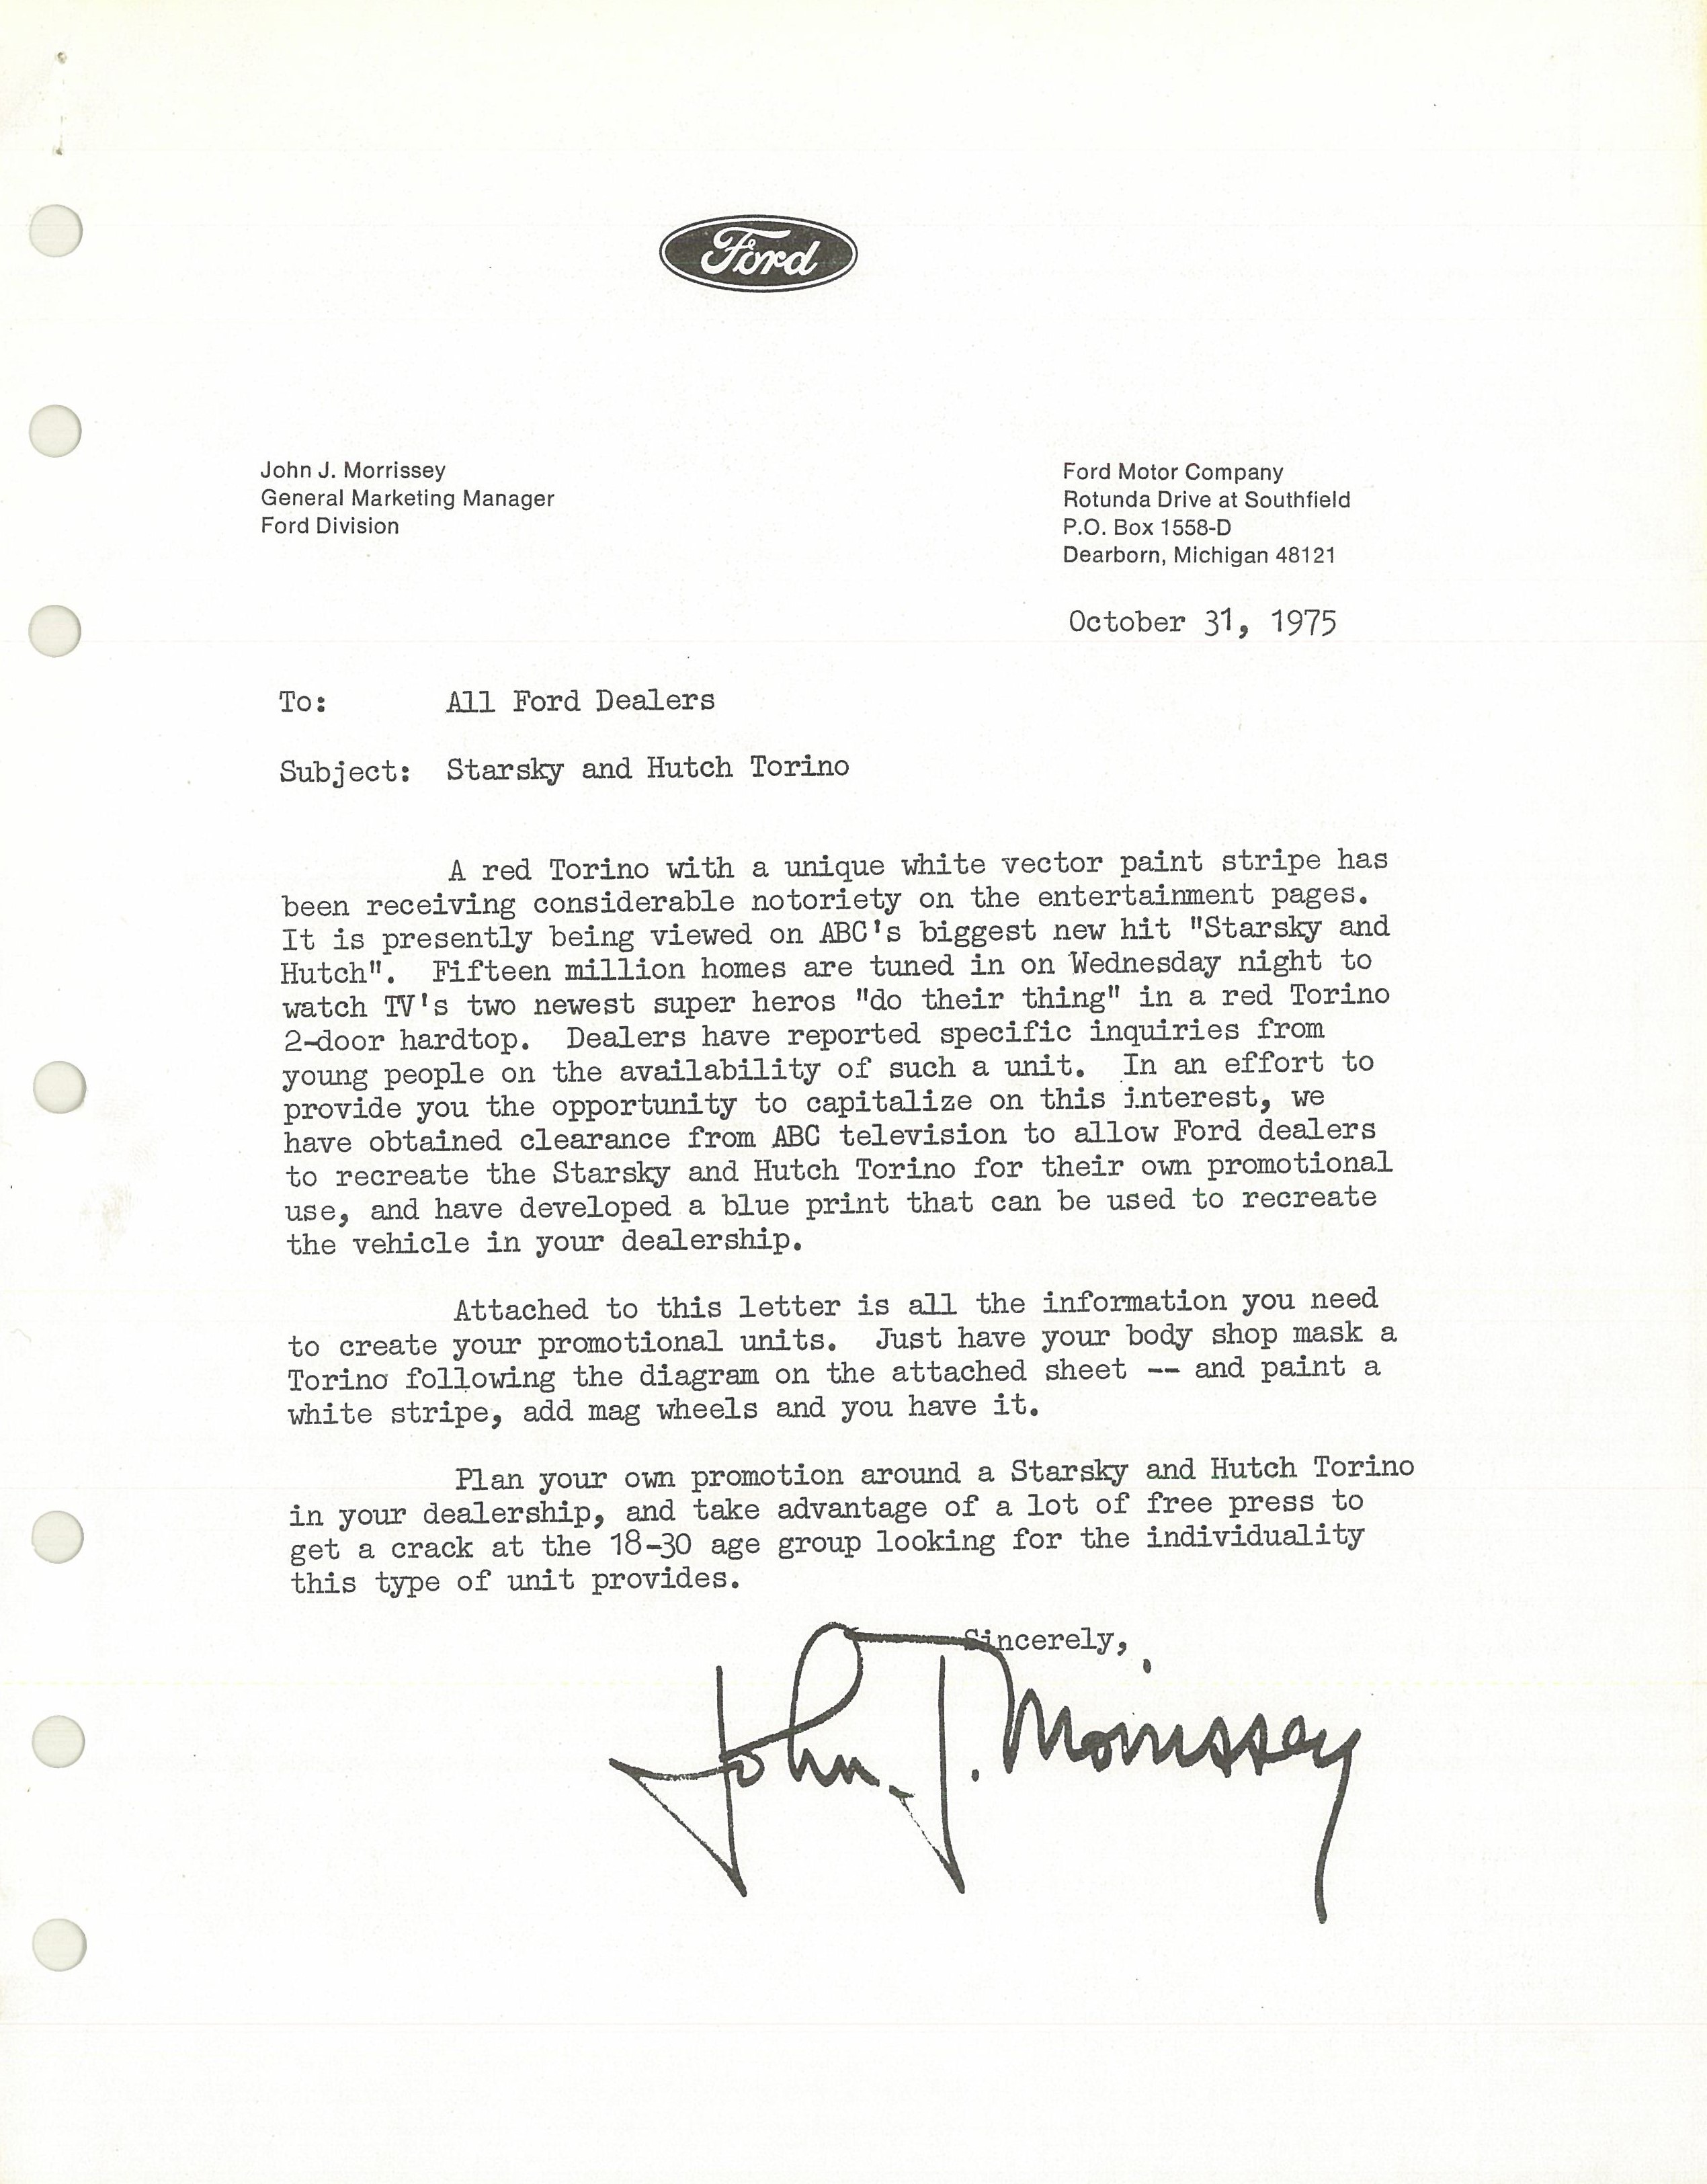 Ford
John J. Morrissey
General Marketing Manager
Ford Division
Ford Motor Company
Rotunda Drive at Southfield
P.O. Box 1558-D
Dearborn, Michigan 48121
October 31, 1975
To: All Ford Dealers
Subject: Starsky and Hutch Torino
A red Torino with a unique white vector paint stripe has
been receiving considerable notoriety on the entertainment pages.
It is presently being viewed on ABC's biggest new hit "Starsky and
Hutch". Fifteen million homes are tuned in on Wednesday night to
watch TV's two newest super heros "do their thing" in a red Torino
2-door hardtop. Dealers have reported specific inquiries from
young people on the availability of such a unit. In an effort to
provide you the opportunity to capitalize on this interest, we
have obtained clearance from ABC television to allow Ford dealers
to recreate the Starsky and Hutch Torino for their own promotional
use, and have developed a blue print that can be used to recreate
the vehicle in your dealership.
Attached to this letter is all the information you need
to create your promotional units. Just have your body shop mask a
Torino following the diagram on the attached sheet -- and paint a
white stripe, add mag wheels and you have it.
Plan your own promotion around a Starsky and Hutch Torino
in your dealership, and take advantage of a lot of free press to
get a crack at the 18-30 age group looking for the individuality
this type of unit provides.
Sincerely,
John J. Morrissey